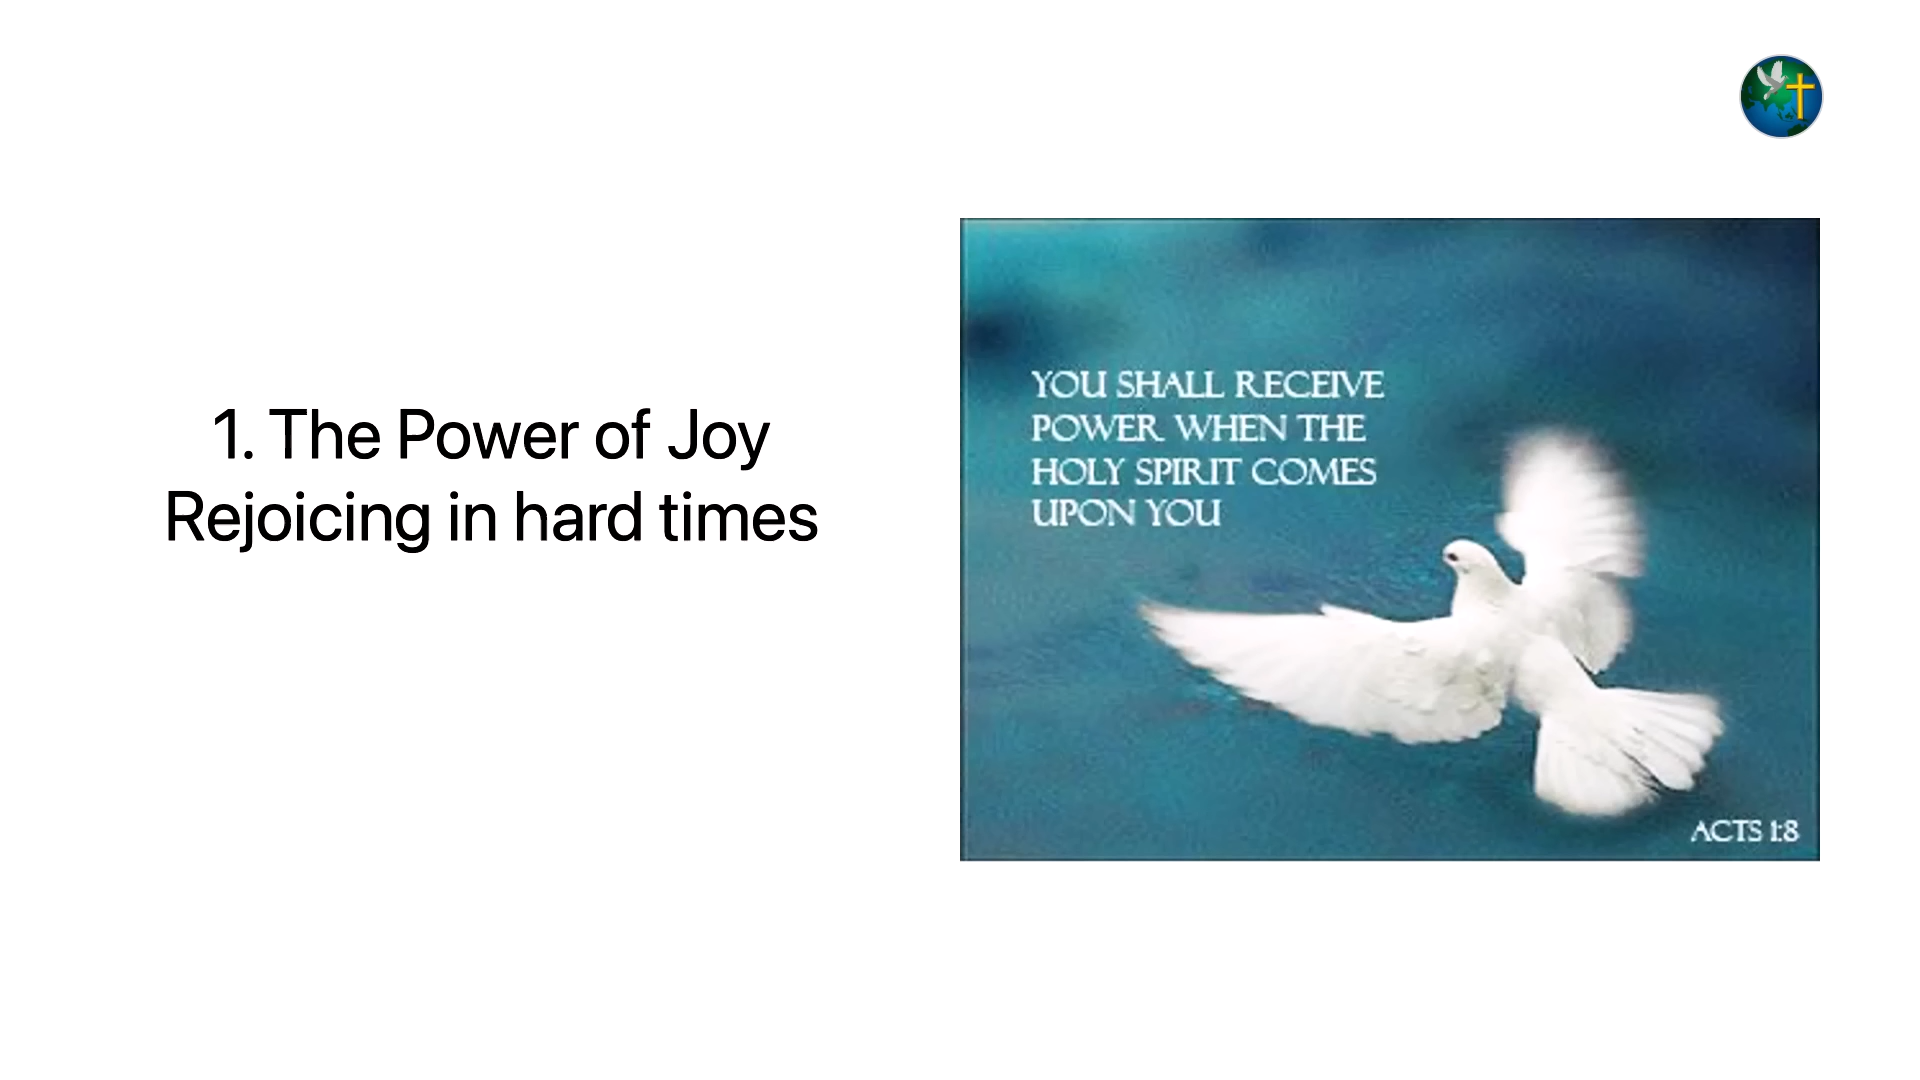 1. The Power of Joy
Rejoicing in hard times
YOU SHALL RECEIVE
POWER WHEN THE
HOLY SPIRIT COMES
UPON YOU
ACTS 1:8